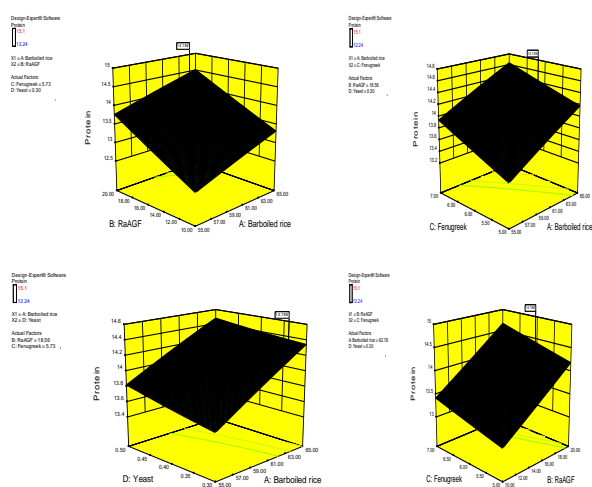 Design-Expert® Software
Protein
15.1
12.24
X1 = A: Barboiled rice
X2 = B: RaAGF
Actual Factors
C: Fenugreek = 5.73
D: Yeast = 0.30
14.188
15
14.5
14
13.5
13
12.5
Protein
20.00
18.00
16.00
14.00
12.00
10.00
55.00
57.00
59.00
61.00
63.00
65.00
B: RaAGF
A: Barboiled rice
Design-Expert® Software
Protein
15.1
12.24
X1 = A: Barboiled rice
X2 = C: Fenugreek
Actual Factors
B: RaAGF = 18.56
D: Yeast = 0.30
14.188
14.8
14.6
14.4
14.2
14
13.8
13.6
13.4
13.2
Protein
7.00
6.50
6.00
5.50
5.00
55.00
57.00
59.00
61.00
63.00
65.00
C: Fenugreek
A: Barboiled rice
Design-Expert® Software
Protein
15.1
12.24
X1 = A: Barboiled rice
X2 = D: Yeast
Actual Factors
B: RaAGF = 18.56
C: Fenugreek = 5.73
14.188
14.6
14.4
14.2
14
13.8
13.6
13.4
Protein
0.50
0.45
0.40
0.35
0.30
55.00
57.00
59.00
61.00
63.00
65.00
D: Yeast
A: Barboiled rice
Design-Expert® Software
Protein
15.1
12.24
X1 = B: RaAGF
X2 = C: Fenugreek
Actual Factors
A: Barboiled rice = 62.78
D: Yeast = 0.30
14.188
15
14.5
14
13.5
13
Protein
7.00
6.50
6.00
5.50
5.00
10.00
12.00
14.00
16.00
18.00
20.00
C: Fenugreek
B: RaAGF